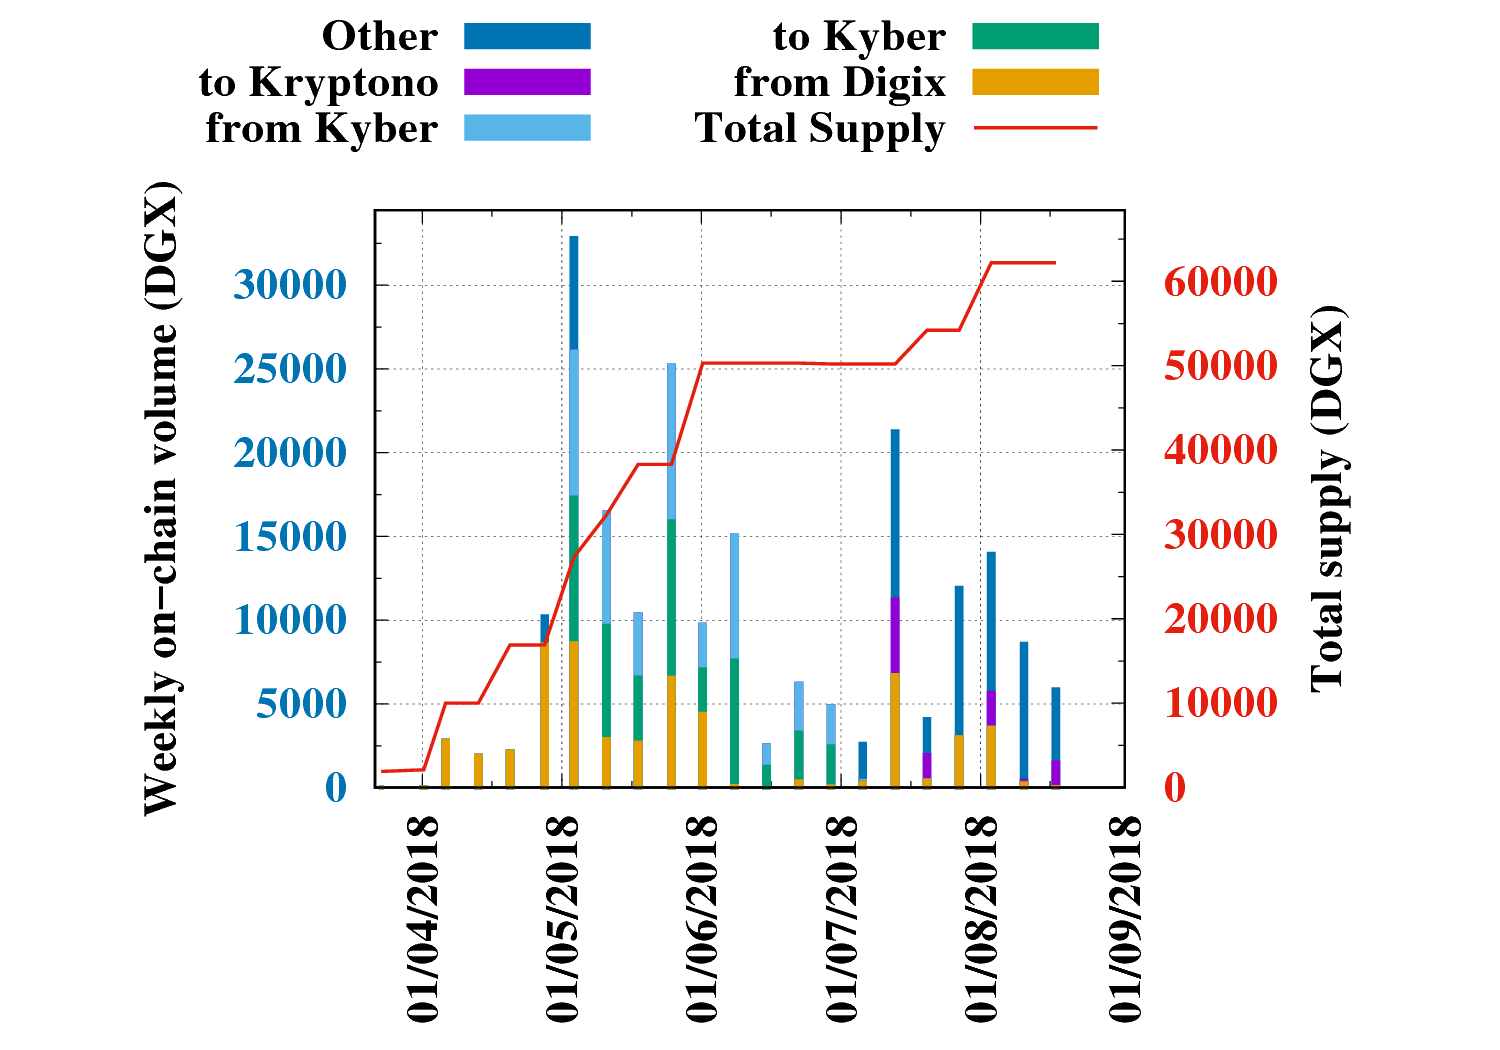 Other
to Kryptono
from Kyber
to Kyber
from Digix
Total Supply
Weekly on-chain volume (DGX)
30000
25000
20000
15000
10000
5000
0
60000
50000
40000
30000
20000
10000
0
Total supply (DGX)
01/04/2018
01/05/2018
01/06/2018
01/07/2018
01/08/2018
01/09/2018